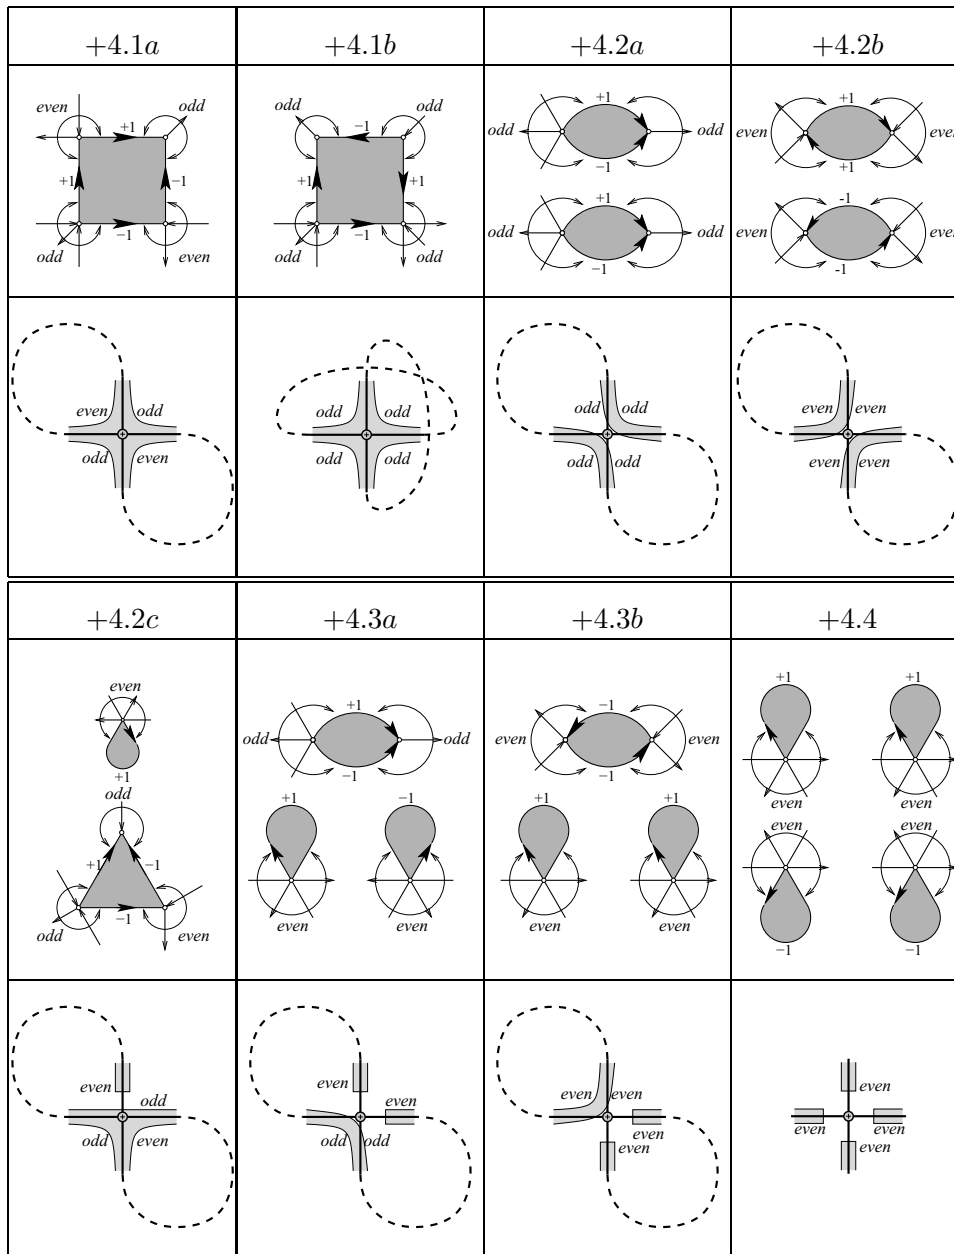 +4.1a +4.1b +4.2a +4.2b
even +1 odd
+1 −1
odd −1 even
odd −1
+1 +1
odd −1 odd
+1
odd odd
−1
+1
odd odd
−1
+1
even even
+1
-1
even even
-1
even odd
odd even
odd odd
odd odd
odd odd
odd odd
even even
even even
+4.2c +4.3a +4.3b +4.4
even
+1
odd
+1 −1
odd −1 even
+1
odd odd
−1
+1 −1
even
−1
even even
−1
+1 +1
even
+1 +1
even even
even even
−1 −1
even
odd
odd even
even
even
odd odd
even even
even
even
even
even even
even